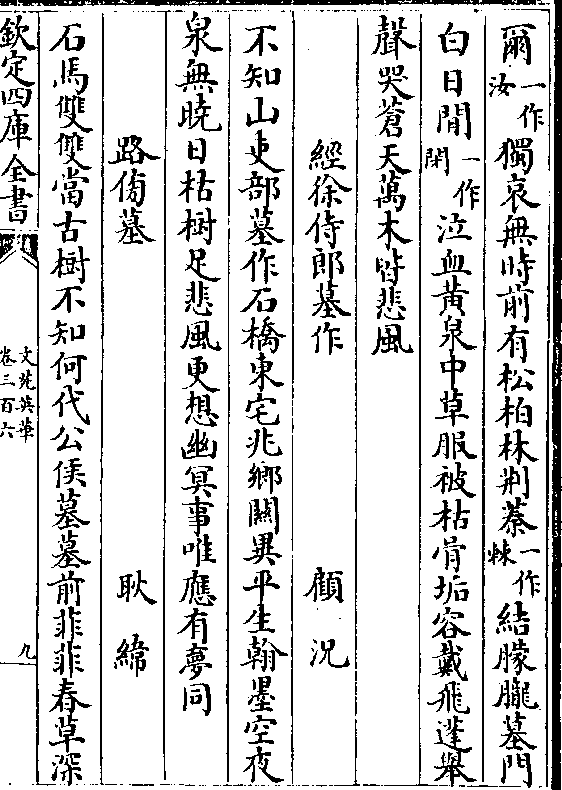 爾一作汝獨哀無時前有松柏林荆蓁一作棘結朦朧墓門
白日閒一作閉泣血黃泉中草服被枯骨垢容戴飛蓬舉
聲哭蒼天萬木皆悲風
經徐侍郎墓作 顧況
不知山吏部墓作石橋東宅兆鄉關異平生翰墨空夜
泉無曉日枯樹足悲風更想幽冥事唯應有夢同
路傍墓 耿緯
石馬雙雙當古樹不知何代公侯墓墓前菲菲春草深
欽定四庫全書
文苑英華
卷三百六
九